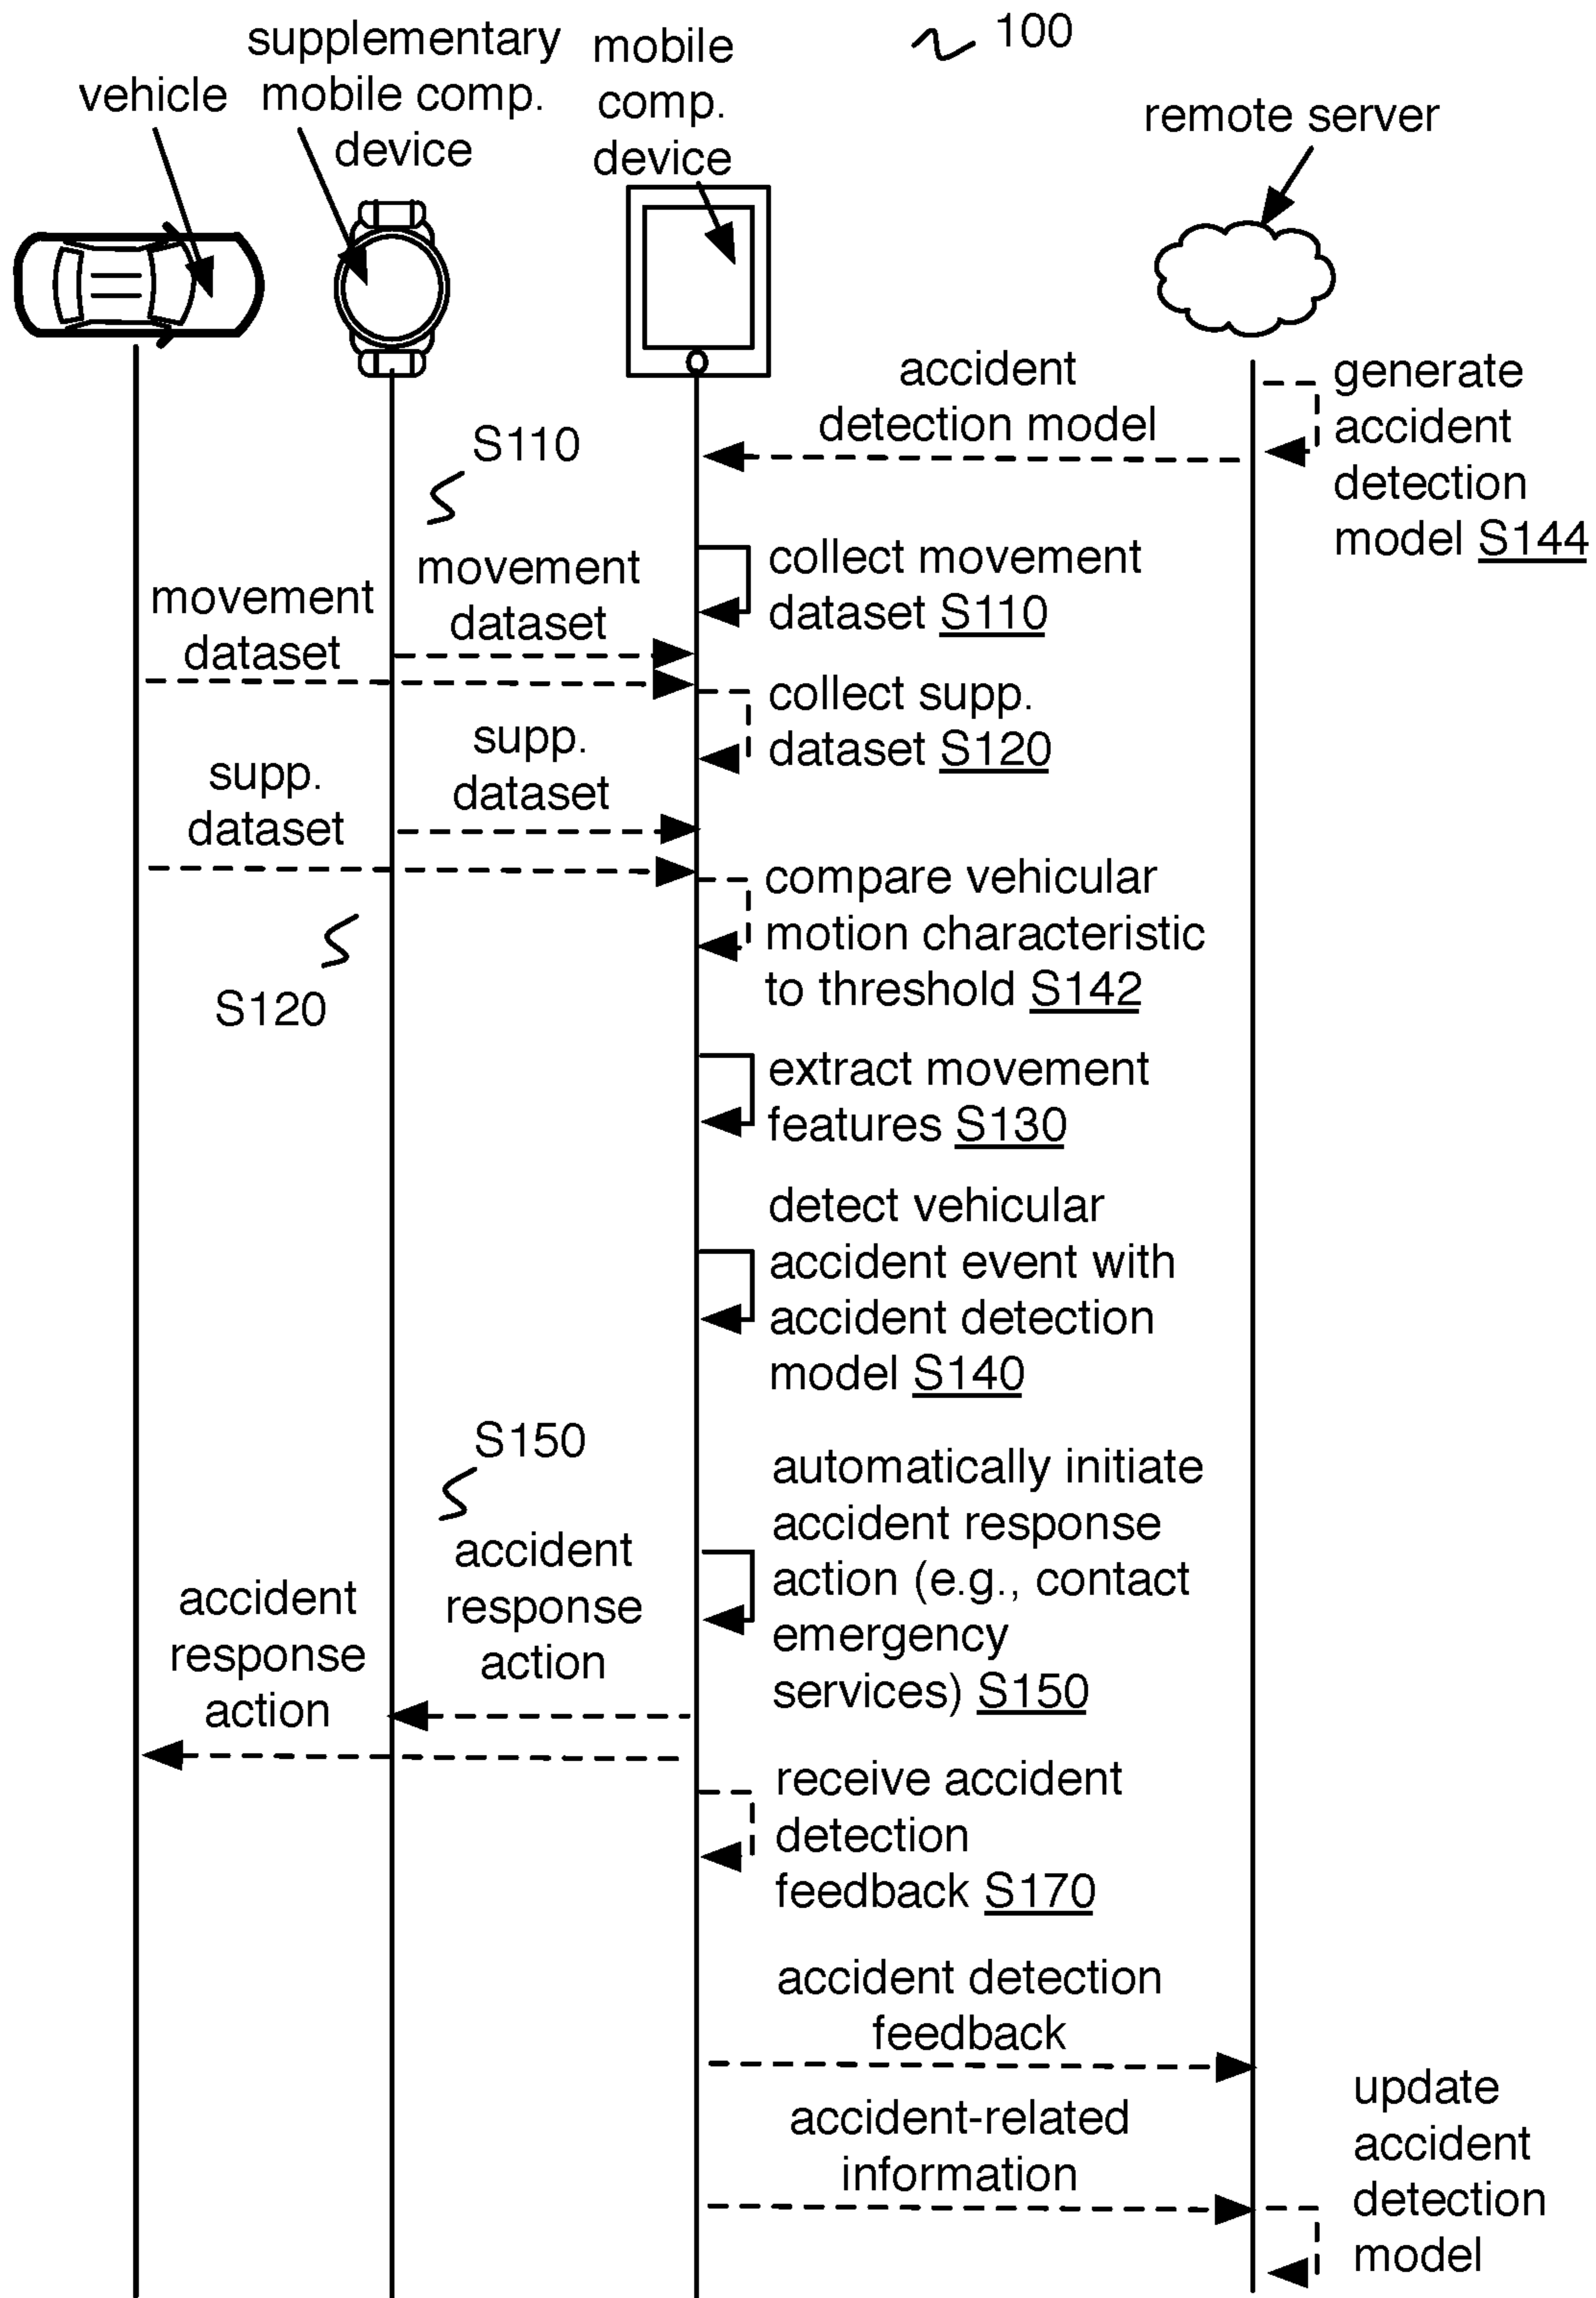 100
supplementary
mobile comp.
device
mobile
comp.
device
vehicle
remote server
accident
detection model
generate
accident
detection
model S144
S110
collect movement
dataset S110
movement
dataset
movement
dataset
collect supp.
dataset S120
supp.
dataset
supp.
dataset
compare vehicular
motion characteristic
to threshold S142
S120
extract movement
features S130
detect vehicular
accident event with
accident detection
model S140
S150
automatically initiate
accident response
action (e.g., contact
emergency
services) S150
accident
response
action
accident
response
action
receive accident
detection
feedback S170
accident detection
feedback
accident-related
information
update
accident
detection
model